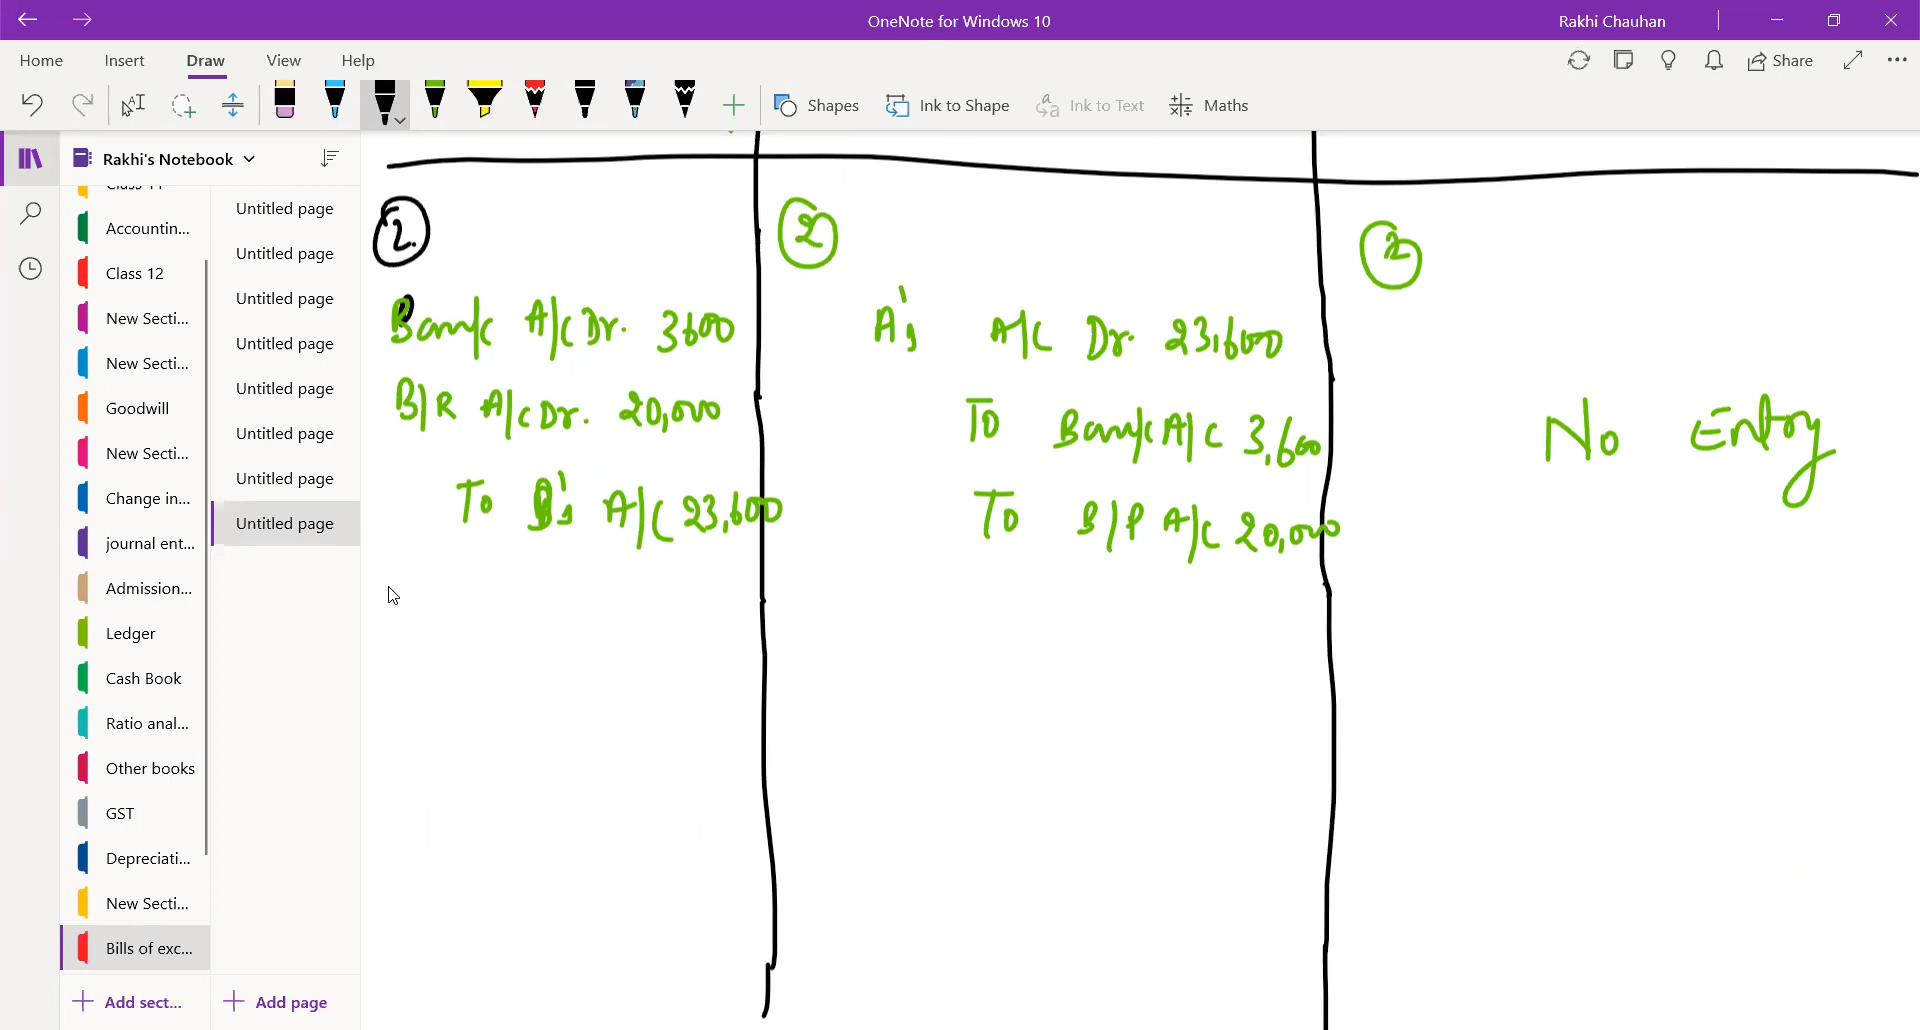 OneNote for Windows 10
Rakhi Chauhan
Home Insert Draw View Help
Share
Shapes Ink to Shape Ink to Text Maths
Rakhi's Notebook
Class 11
Accountin...
Class 12
New Secti...
New Secti...
Goodwill
New Secti...
Change in...
journal ent...
Admission...
Ledger
Cash Book
Ratio anal...
Other books
GST
Depreciati...
New Secti...
Bills of exc...
Add sect...
Untitled page
Untitled page
Untitled page
Untitled page
Untitled page
Untitled page
Untitled page
Untitled page
Add page
2.
Bank A/C Dr. 3600
B/R A/C Dr. 20,000
To B's A/C 23,600
2
A's A/C Dr. 23,600
To Bank A/C 3,600
To B/P A/C 20,000
2
No Entry